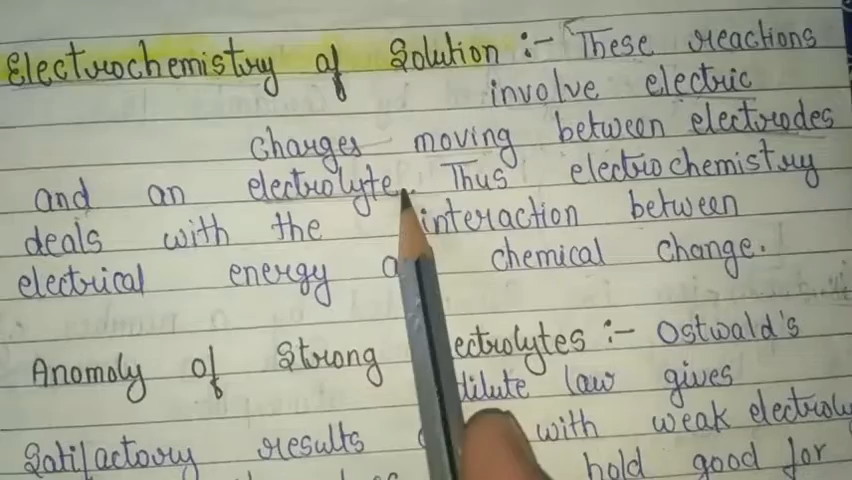 Electrochemistry of Solution :- These reactions
involve electric
charges moving between electrodes
and an electrolyte. Thus electrochemistry
deals with the interaction between
electrical energy chemical change.
Anomoly of Strong ectrolytes :- Ostwald's
dilute law gives
Satifactory results with weak electroly
hold good for